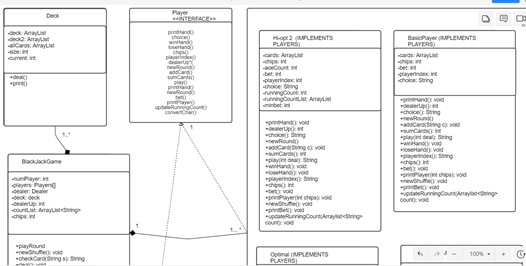 Deck
-deck: ArrayList
-deck2: ArrayList
-allCards: ArrayList
-size: int
-current: int
+deal()
+print()
Player
<<INTERFACE>>
printHand()
choice()
winHand()
loseHand()
chips()
playerIndex()
dealerUp()
newRound()
addCard()
sumCards()
play()
printHand()
newRound()
bet()
printPlayer()
updateRunningCount()
convertChar()
1...*
BlackJackGame
-numPlayer: int
-players: Players[]
-dealer: Dealer
-deck: deck
-dealerUp: int
-countList: ArrayList<String>
-chips: int
+playRound
+newShuffle(): void
+checkCard(String s): String
1
1
1...*
Hi-opt 2 (IMPLEMENTS
PLAYERS)
-cards: ArrayList
-chips: int
-aceCount: int
-bet: int
-playerIndex: int
-choice: String
-runningCount: int
-runningCountList: ArrayList
-minbet: int
+printHand(): void
+dealerUp(): int
+choice(): String
+newRound()
+addCard(String c): void
+sumCards(): int
+play(int deal): String
+winHand(): void
+loseHand(): void
+playerIndex(): String
+chips(): int
+bet(): void
+printPlayer(int chips): void
+newShuffle(): void
+printBet(): void
+updateRunningCount(ArrayList<String>
count): void
BasicPlayer (IMPLEMENTS
PLAYERS)
-cards: ArrayList
-chips: int
-bet: int
-playerIndex: int
-choice: String
+printHand(): void
+dealerUp(): int
+choice(): String
+newRound()
+addCard(String c): void
+sumCards(): int
+play(int deal): String
+winHand(): void
+loseHand(): void
+playerIndex(): String
+chips(): int
+bet(): void
+printPlayer(int chips): void
+newShuffle(): void
+printBet(): void
+updateRunningCount(Arraylist<String>
count): void
Optimal (IMPLEMENTS
PLAYERS)
100%